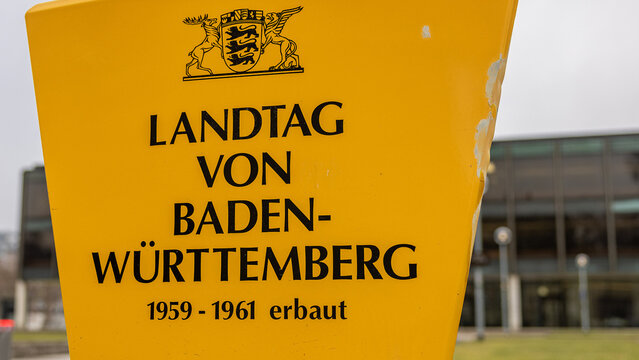 LANDTAG
VON
BADEN-
WÜRTTEMBERG
1959 - 1961 erbaut